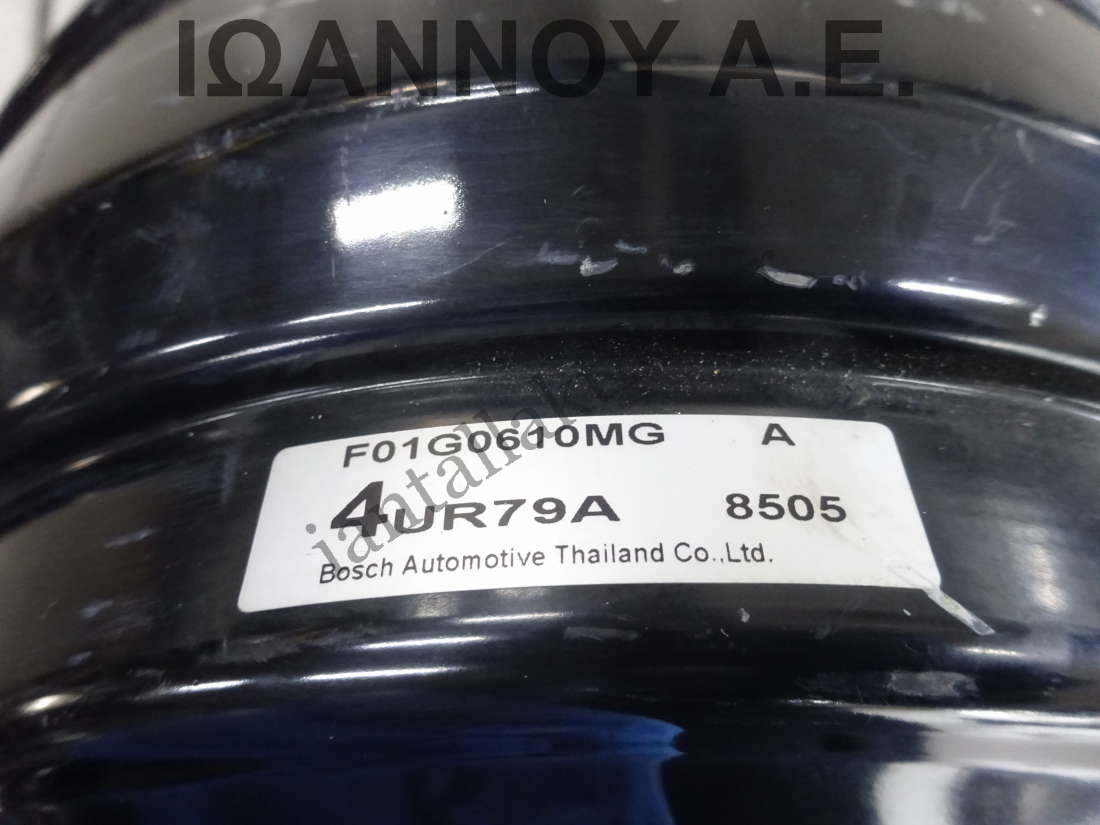 ΙΩΑΝΝΟΥ Α.Ε.
F01G0610MG A
4UR79A 8505
Bosch Automotive Thailand Co.,Ltd.